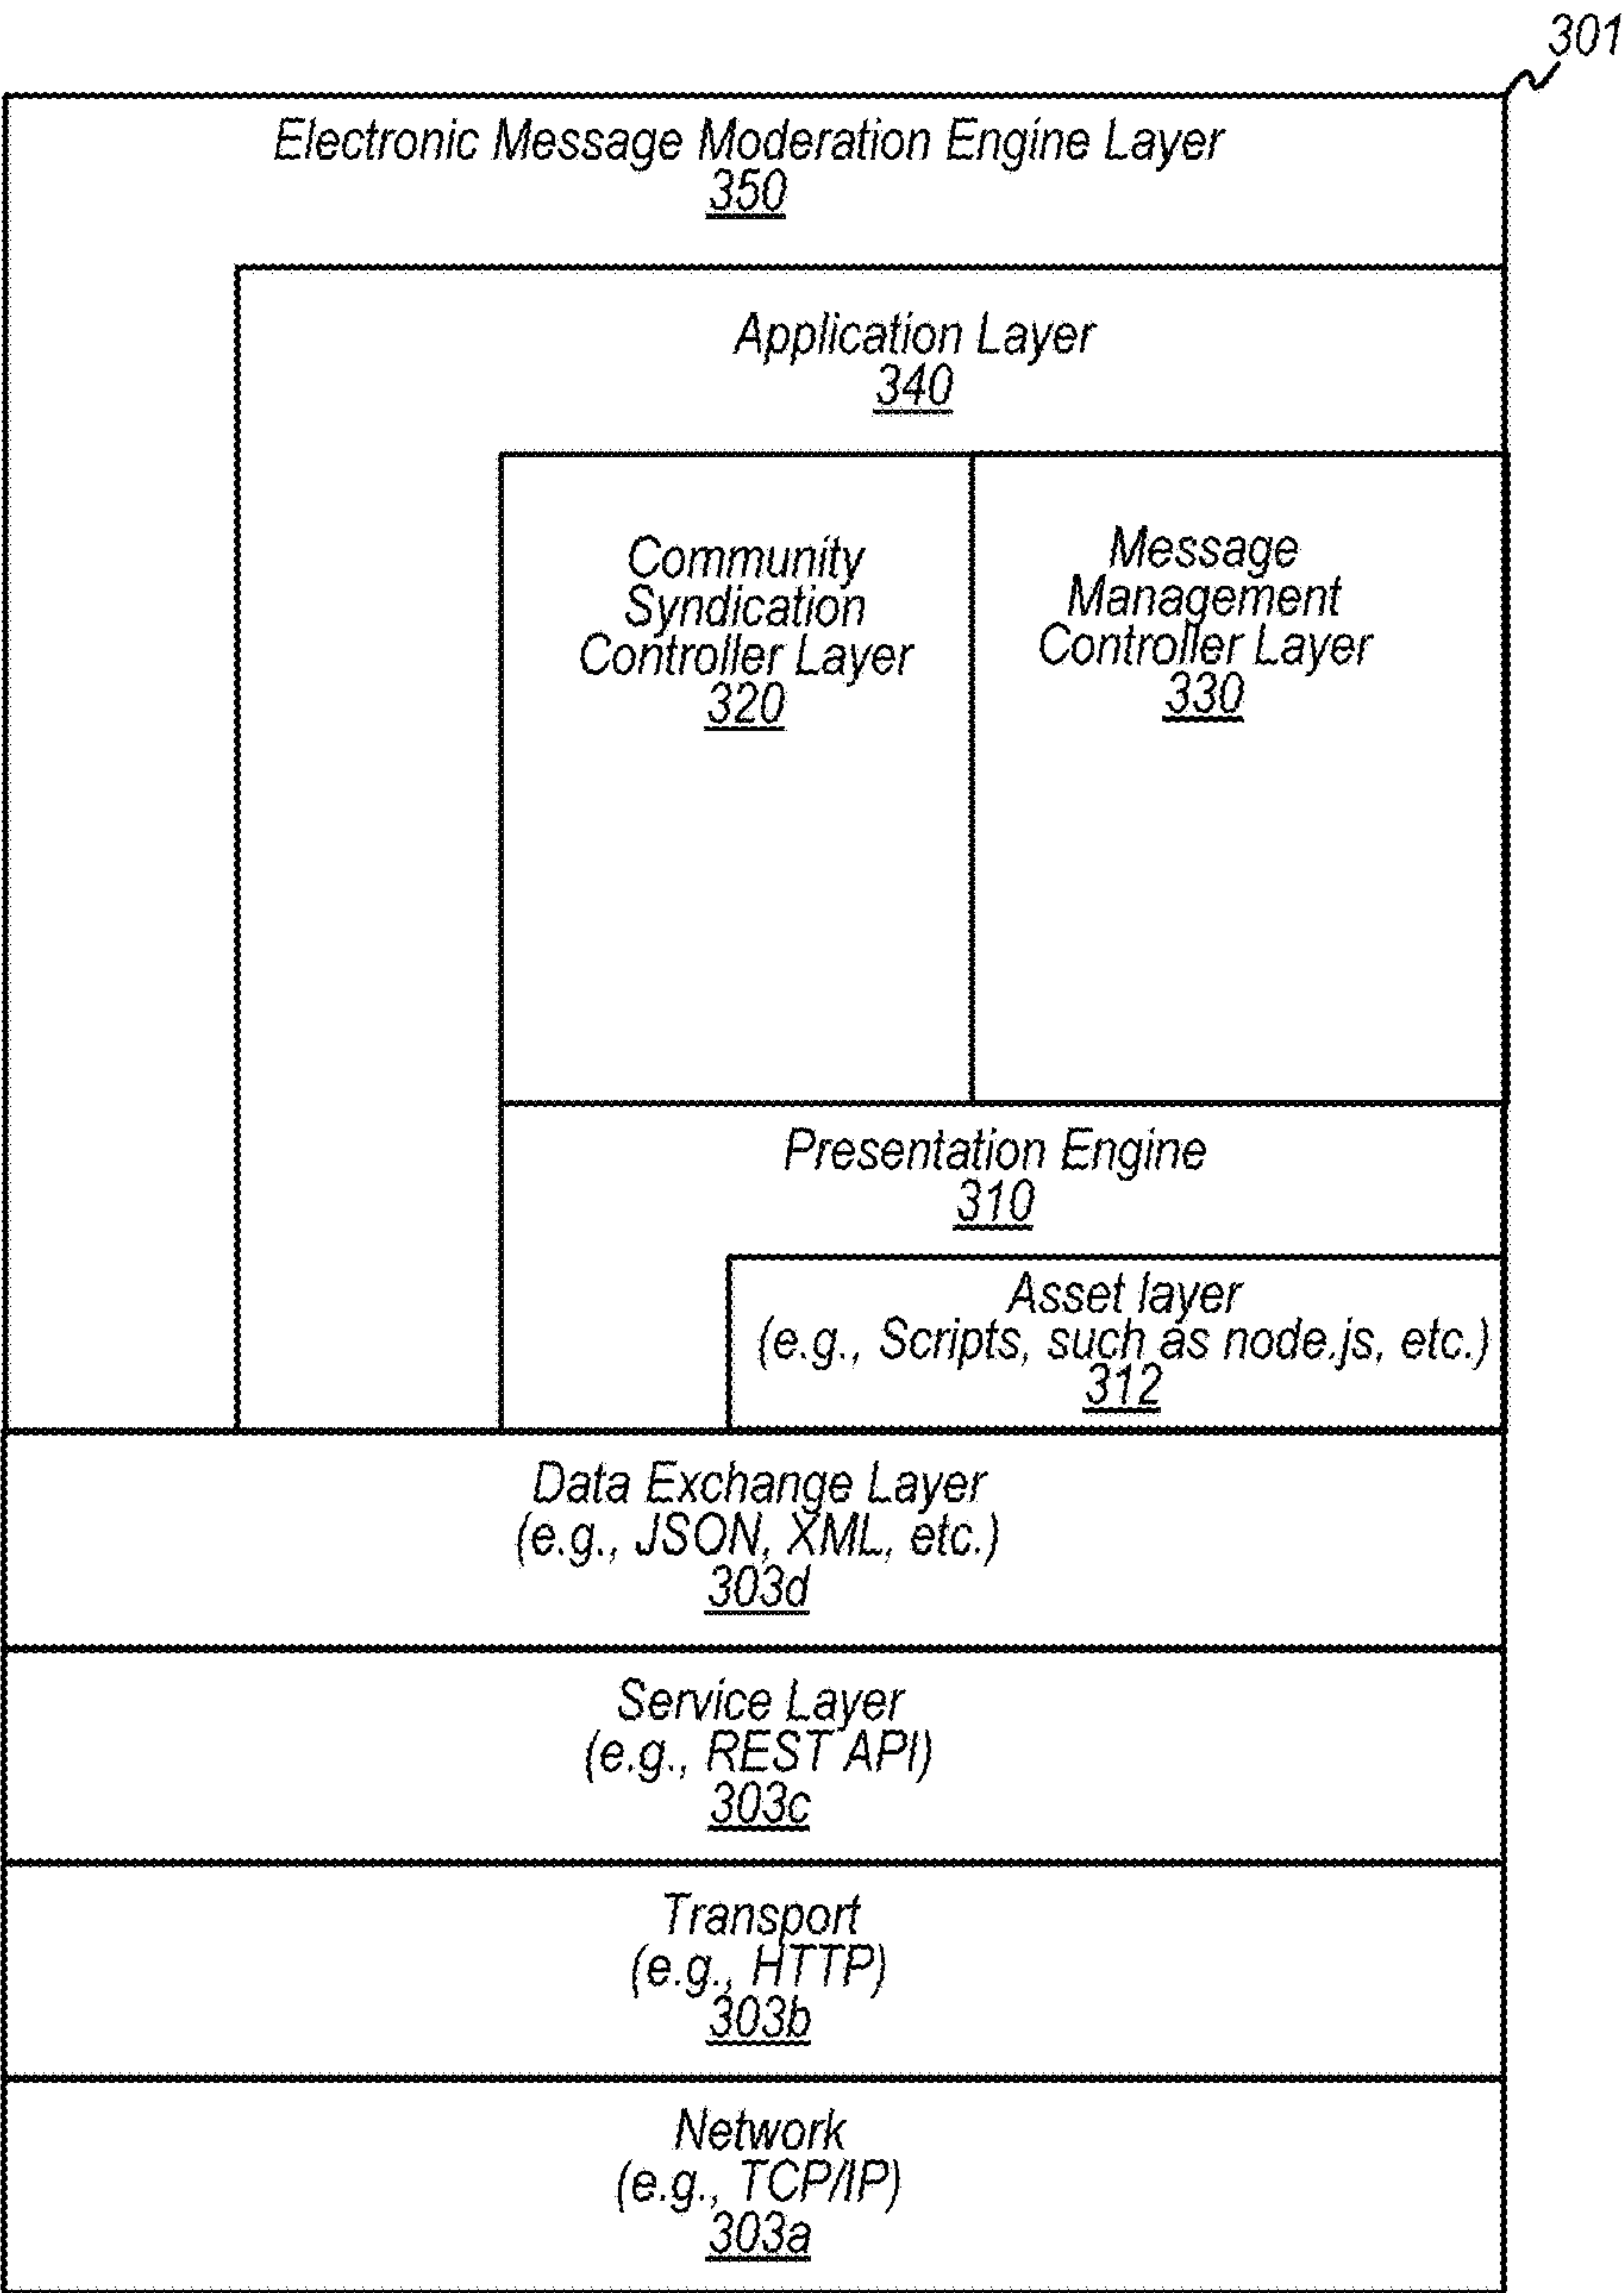 301
Electronic Message Moderation Engine Layer
350
Application Layer
340
Community
Syndication
Controller Layer
320
Message
Management
Controller Layer
330
Presentation Engine
310
Asset layer
(e.g., Scripts, such as node.js, etc.)
312
Data Exchange Layer
(e.g., JSON, XML, etc.)
303d
Service Layer
(e.g., REST API)
303c
Transport
(e.g., HTTP)
303b
Network
(e.g., TCP/IP)
303a